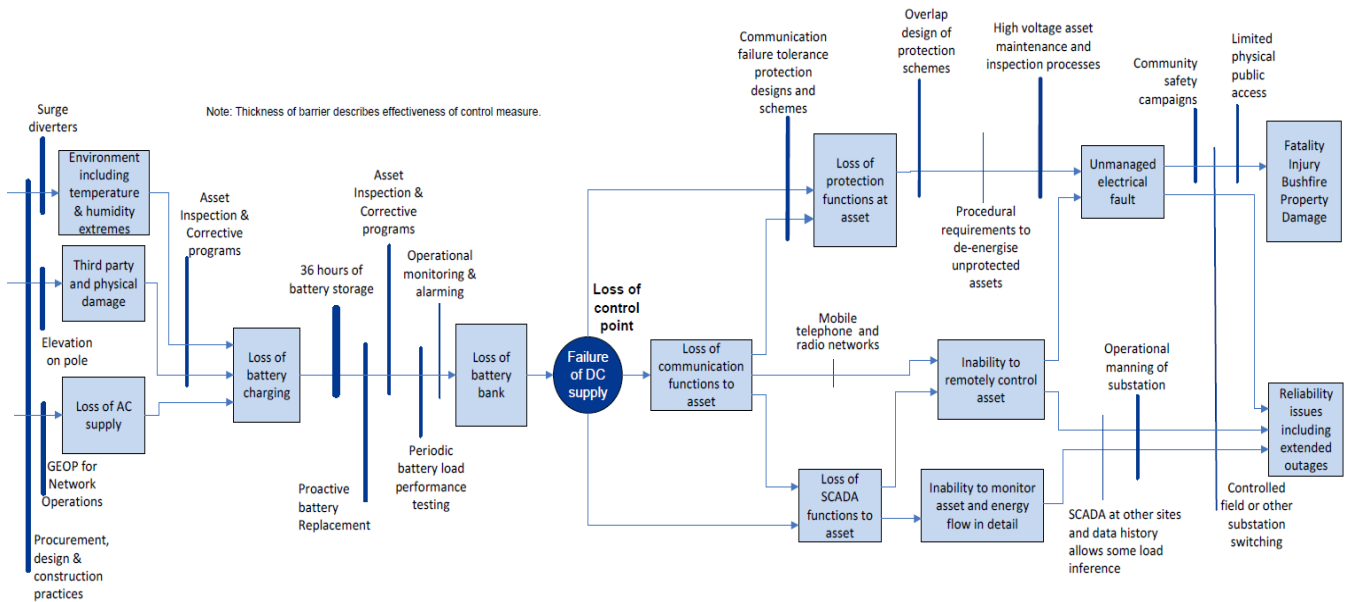 Surge
diverters
Note: Thickness of barrier describes effectiveness of control measure.
Environment
including
temperature
& humidity
extremes
Third party
and physical
damage
Elevation
on pole
Loss of AC
supply
GEOP for
Network
Operations
Procurement,
design &
construction
practices
Asset
Inspection &
Corrective
programs
Loss of
battery
charging
36 hours of
battery storage
Proactive
battery
Replacement
Asset
Inspection &
Corrective
programs
Operational
monitoring &
alarming
Periodic
battery load
performance
testing
Loss of
battery
bank
Loss of
control
point
Failure
of DC
supply
Loss of
communication
functions to
asset
Communication
failure tolerance
protection
designs and
schemes
Loss of
protection
functions at
asset
Overlap
design of
protection
schemes
Procedural
requirements to
de-energise
unprotected
assets
High voltage asset
maintenance and
inspection processes
Mobile
telephone and
radio networks
Inability to
remotely control
asset
Loss of
SCADA
functions to
asset
Inability to monitor
asset and energy
flow in detail
Unmanaged
electrical
fault
Community
safety
campaigns
Limited
physical
public
access
Fatality
Injury
Bushfire
Property
Damage
Operational
manning of
substation
SCADA at other sites
and data history
allows some load
inference
Controlled
field or other
substation
switching
Reliability
issues
including
extended
outages